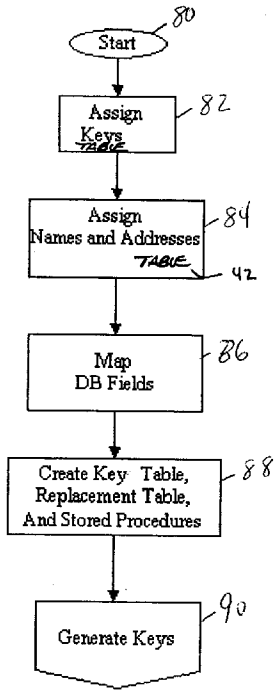 80
Start
82
Assign
Keys
TABLE
84
Assign
Names and Addresses
TABLE
42
86
Map
DB Fields
88
Create Key Table,
Replacement Table,
And Stored Procedures
90
Generate Keys